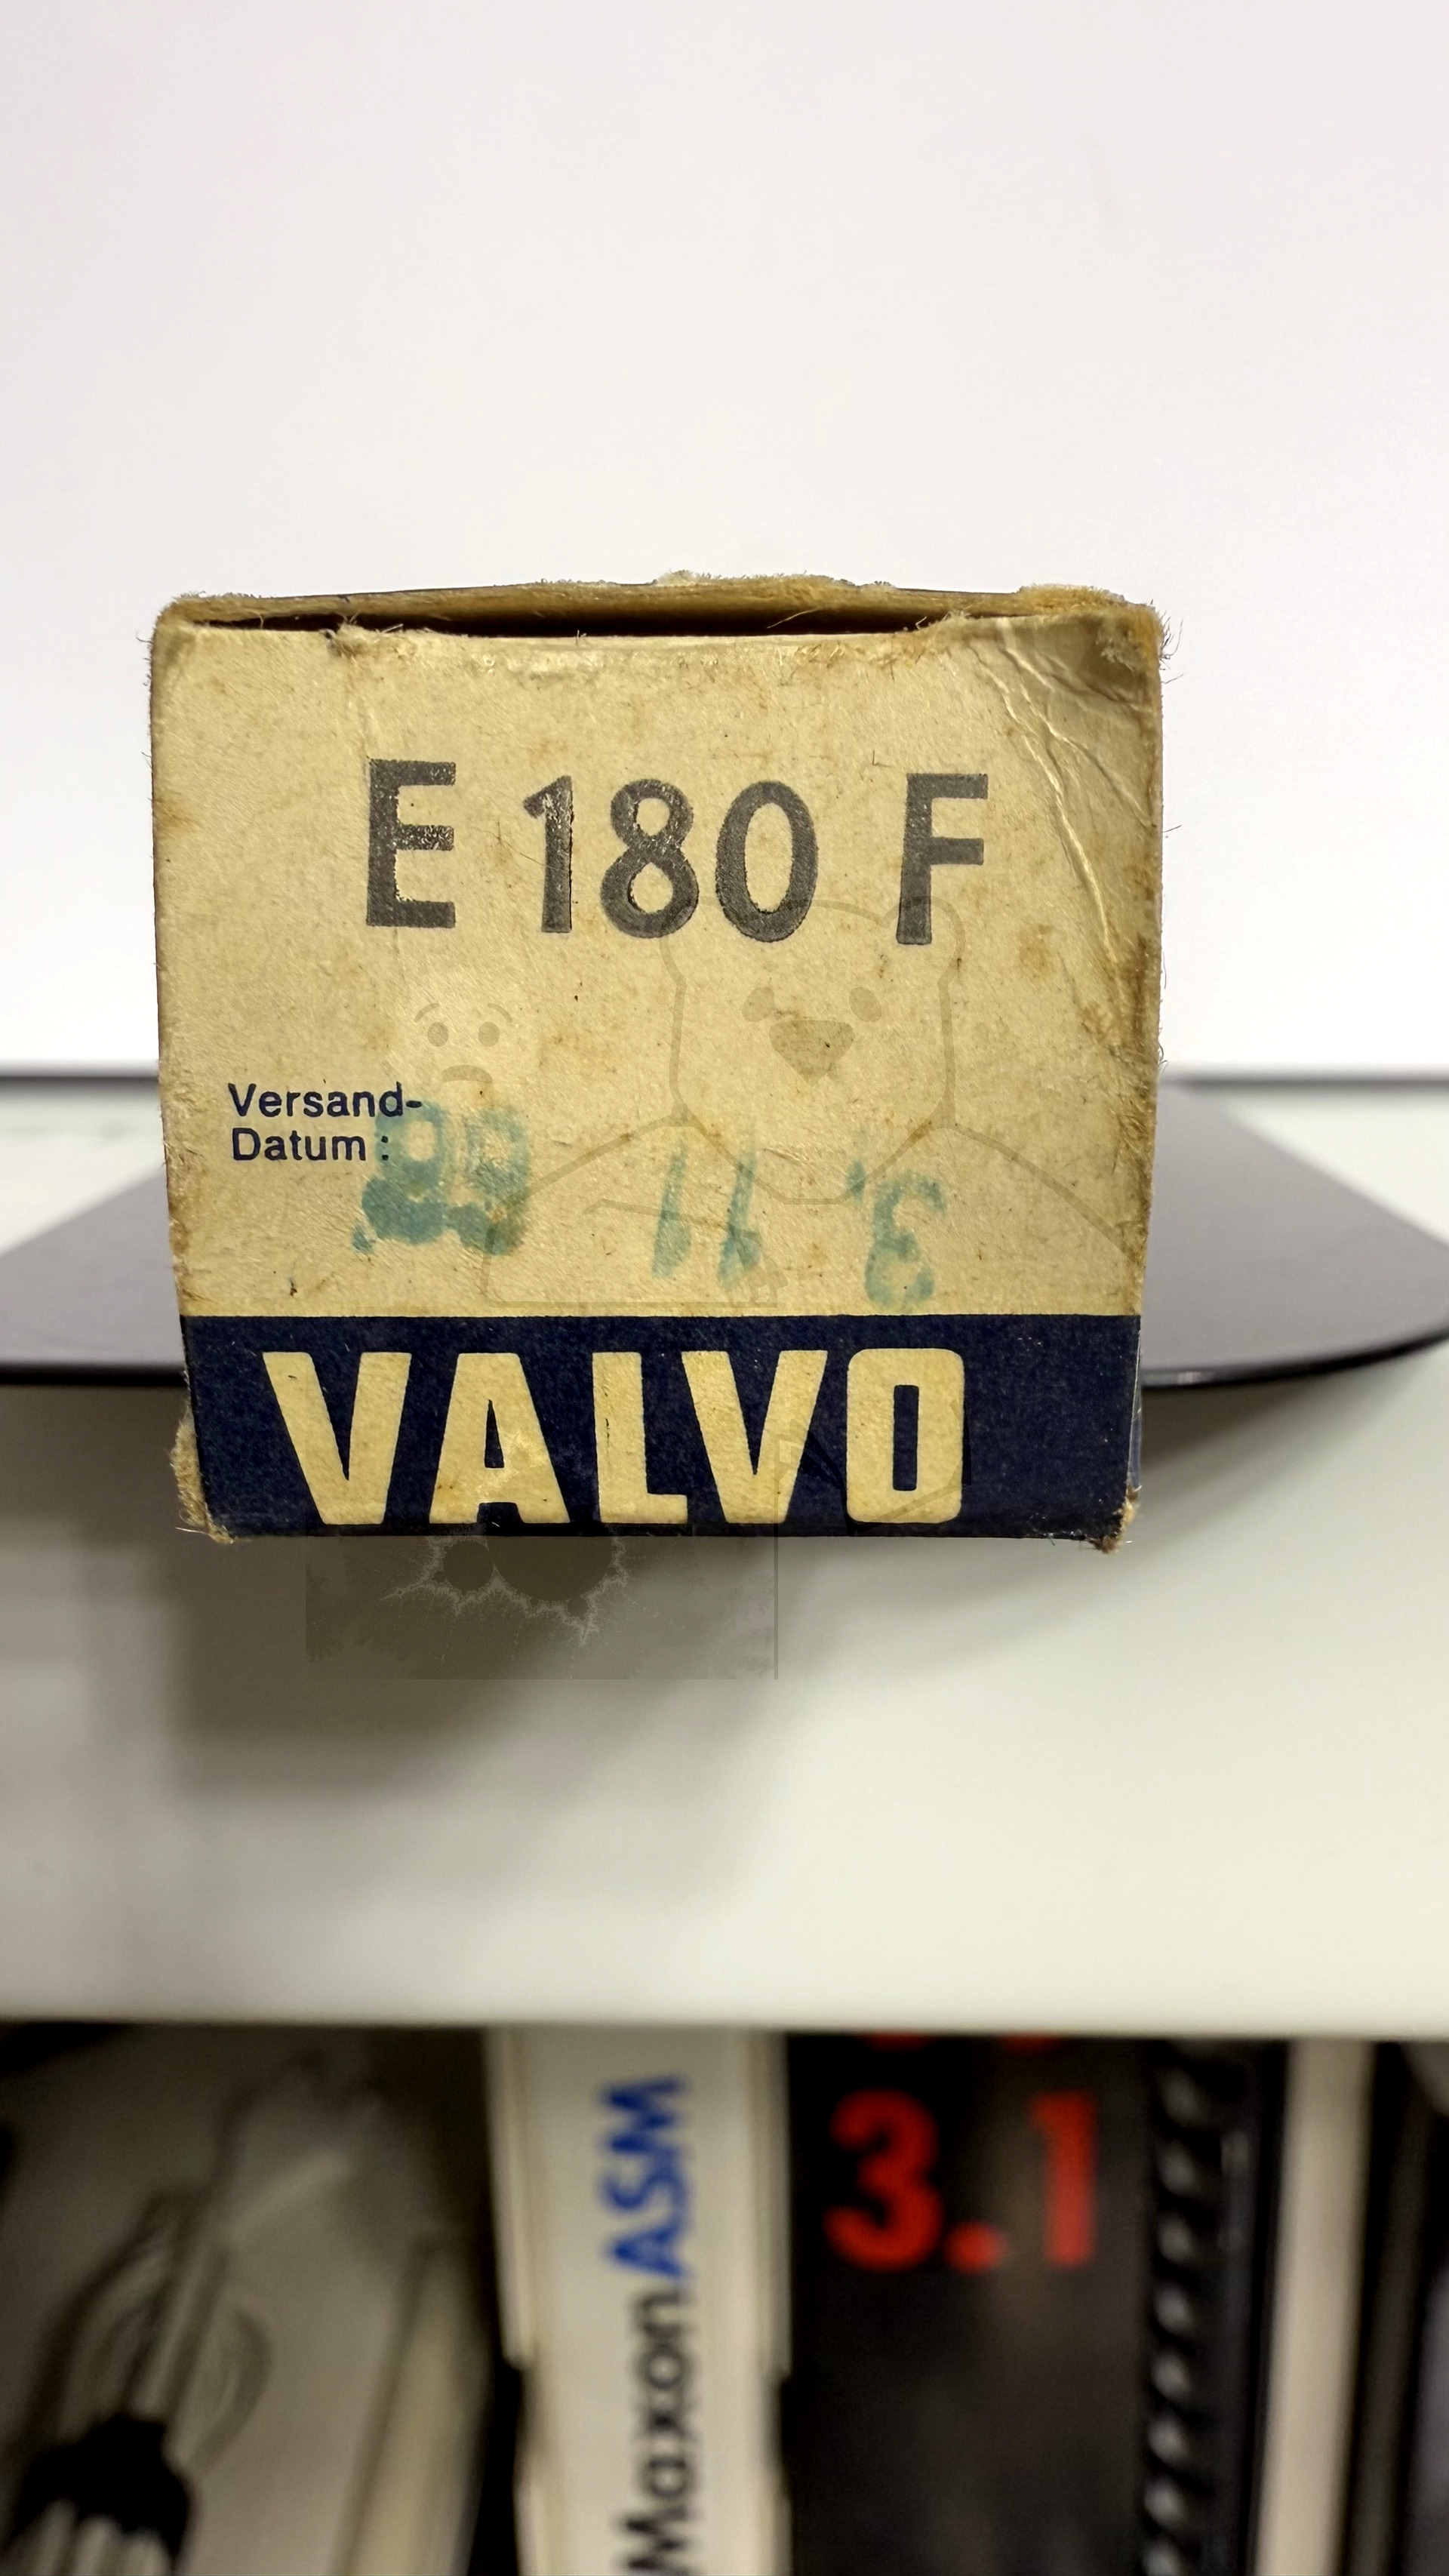 E 180 F
Versand-
Datum :
3. 11
VALVO
MaxonASM
3.1